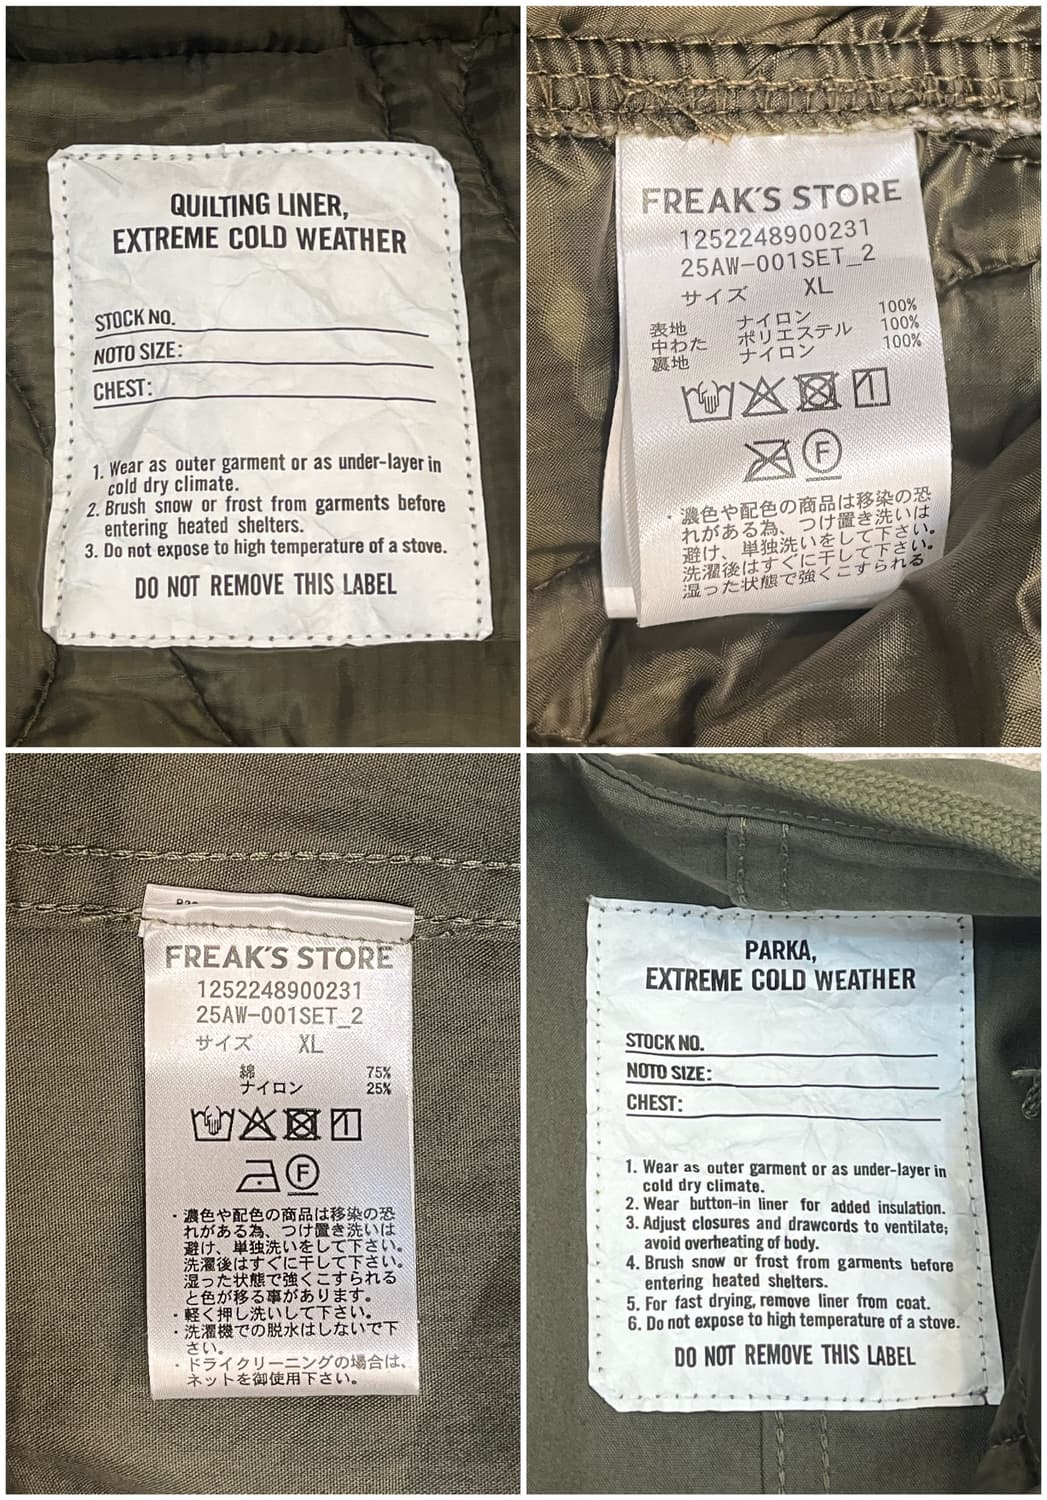 QUILTING LINER,
EXTREME COLD WEATHER
STOCK NO.
NOTO SIZE:
CHEST:
1. Wear as outer garment or as under-layer in
cold dry climate.
2. Brush snow or frost from garments before
entering heated shelters.
3. Do not expose to high temperature of a stove.
DO NOT REMOVE THIS LABEL
FREAK'S STORE
1252248900231
25AW-001SET_2
サイズ XL
表地 ナイロン 100%
中わた ポリエステル 100%
裏地 ナイロン 100%
F
・濃色や配色の商品は移染の恐
れがある為、つけ置き洗いは
避け、単独洗いをして下さい。
洗濯後はすぐに干して下さい。
湿った状態で強くこすられる
FREAK'S STORE
1252248900231
25AW-001SET_2
サイズ XL
綿 75%
ナイロン 25%
F
・濃色や配色の商品は移染の恐
れがある為、つけ置き洗いは
避け、単独洗いをして下さい。
洗濯後はすぐに干して下さい。
湿った状態で強くこすられる
と色が移る事があります。
・軽く押し洗いして下さい。
・洗濯機での脱水はしないで下
さい。
・ドライクリーニングの場合は、
ネットを御使用下さい。
PARKA,
EXTREME COLD WEATHER
STOCK NO.
NOTO SIZE:
CHEST:
1. Wear as outer garment or as under-layer in
cold dry climate.
2. Wear button-in liner for added insulation.
3. Adjust closures and drawcords to ventilate;
avoid overheating of body.
4. Brush snow or frost from garments before
entering heated shelters.
5. For fast drying, remove liner from coat.
6. Do not expose to high temperature of a stove.
DO NOT REMOVE THIS LABEL